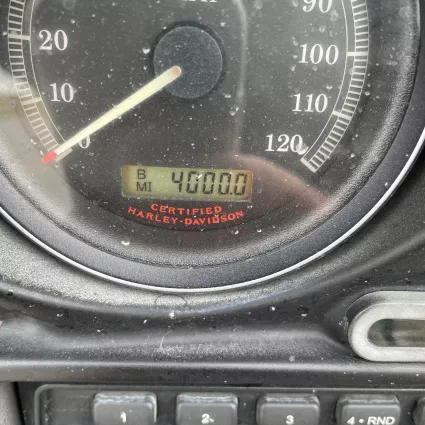 90
20
100
10
110
0
120
B
MI 4000.0
CERTIFIED
HARLEY-DAVIDSON
1 2 3 4 • RND